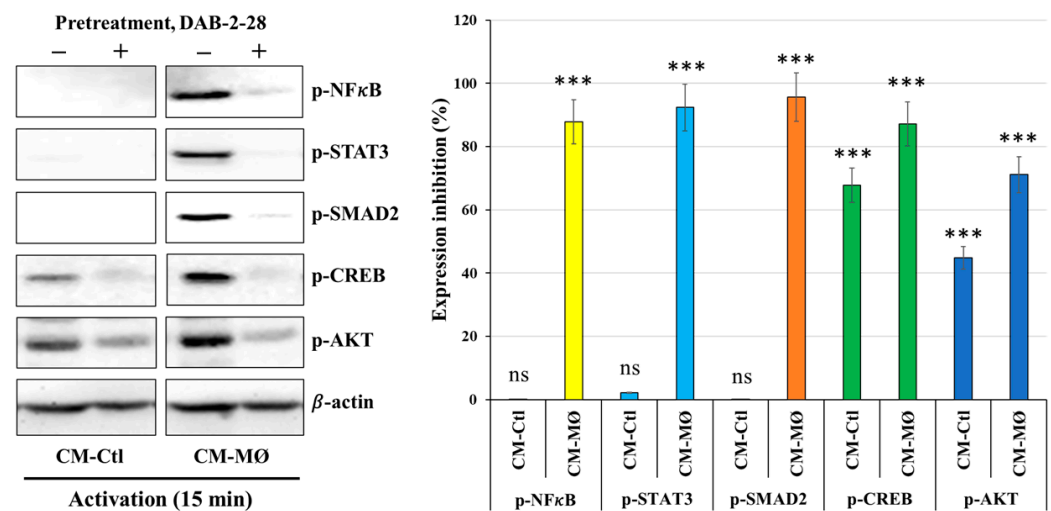 Pretreatment, DAB-2-28
– + – +
p-NFκB
p-STAT3
p-SMAD2
p-CREB
p-AKT
β-actin
CM-Ctl CM-MØ
Activation (15 min)
Expression inhibition (%)
120
100
80
60
40
20
0
ns *** ns *** ns *** *** *** *** ***
CM-Ctl CM-MØ CM-Ctl CM-MØ CM-Ctl CM-MØ CM-Ctl CM-MØ CM-Ctl CM-MØ
p-NFκB p-STAT3 p-SMAD2 p-CREB p-AKT